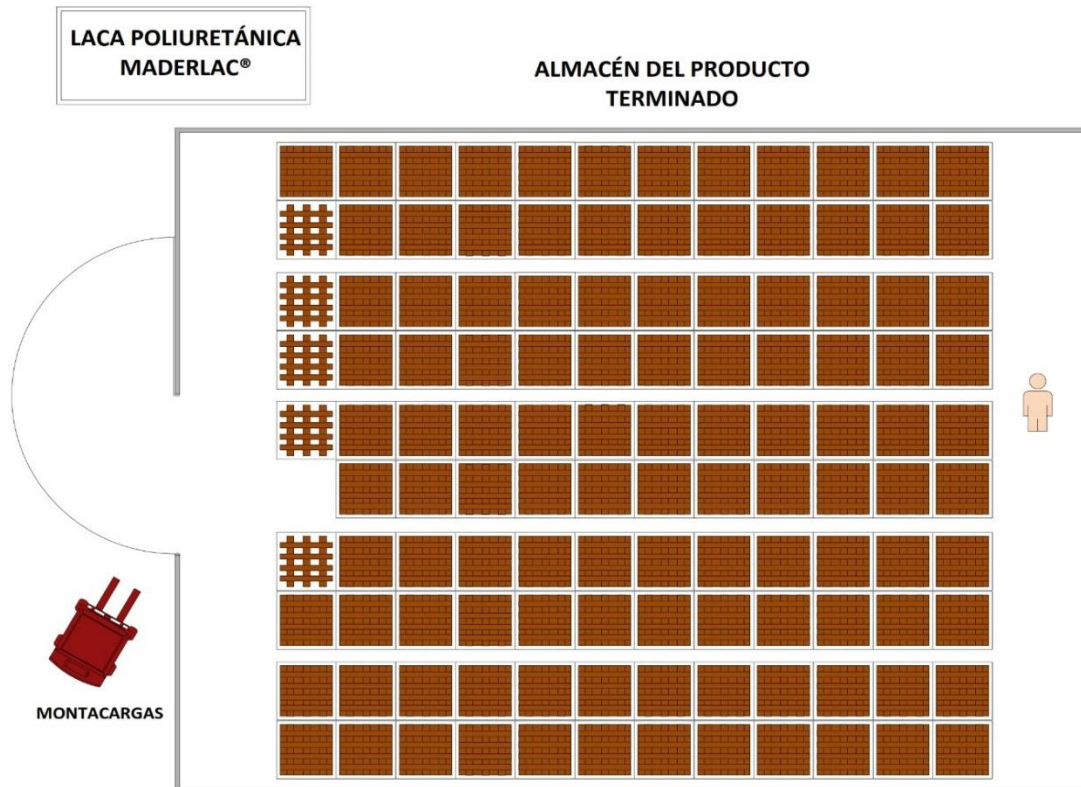 LACA POLIURETÁNICA
MADERLAC®
ALMACÉN DEL PRODUCTO
TERMINADO
MONTACARGAS